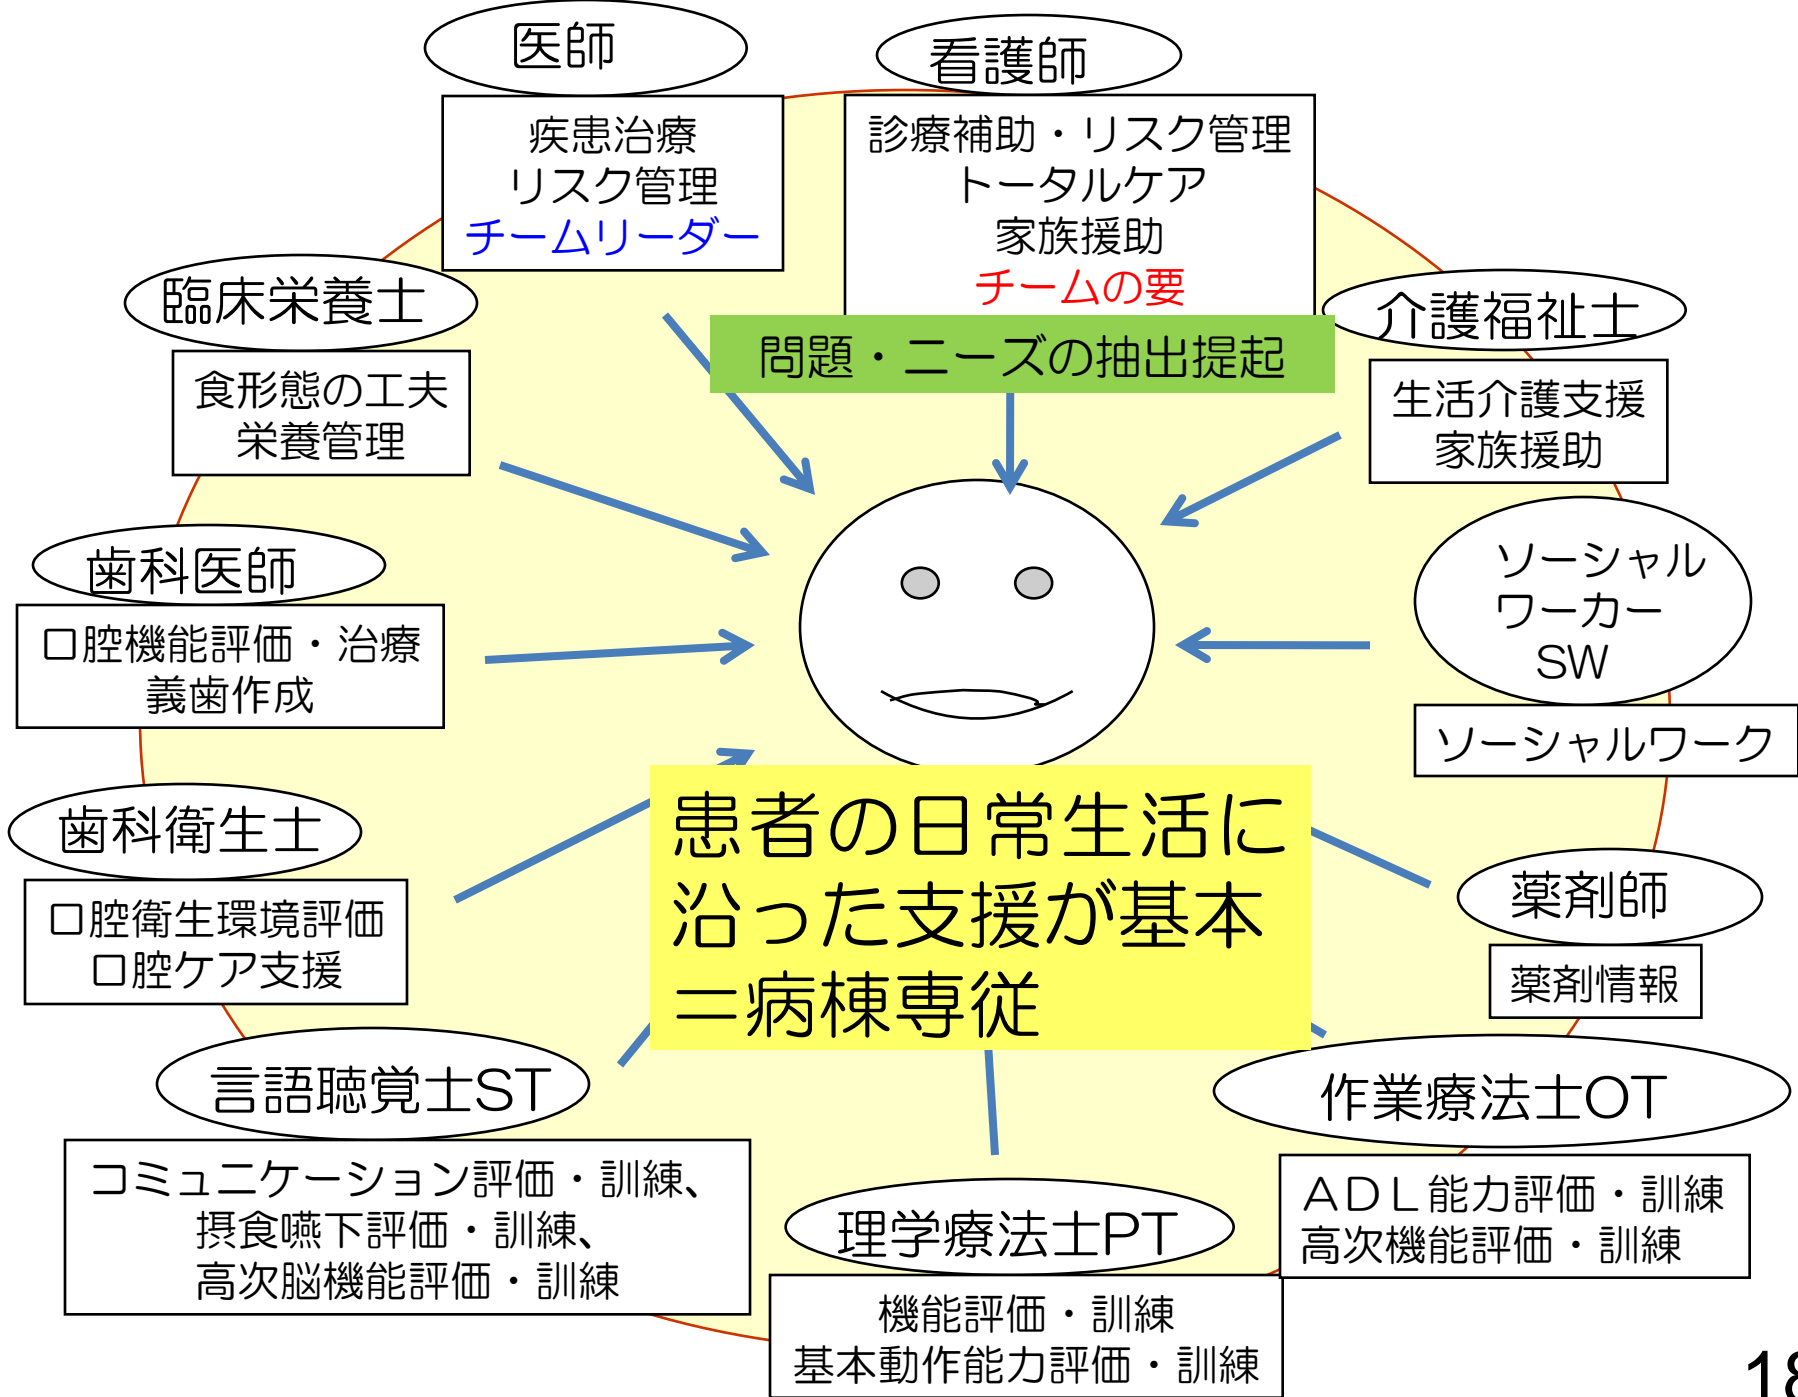 医師
疾患治療
リスク管理
チームリーダー
看護師
診療補助・リスク管理
トータルケア
家族援助
チームの要
問題・ニーズの抽出提起
臨床栄養士
食形態の工夫
栄養管理
介護福祉士
生活介護支援
家族援助
歯科医師
口腔機能評価・治療
義歯作成
ソーシャル
ワーカー
SW
ソーシャルワーク
歯科衛生士
口腔衛生環境評価
口腔ケア支援
患者の日常生活に
沿った支援が基本
＝病棟専従
薬剤師
薬剤情報
言語聴覚士ST
コミュニケーション評価・訓練、
摂食嚥下評価・訓練、
高次脳機能評価・訓練
理学療法士PT
機能評価・訓練
基本動作能力評価・訓練
作業療法士OT
ＡＤＬ能力評価・訓練
高次機能評価・訓練
18